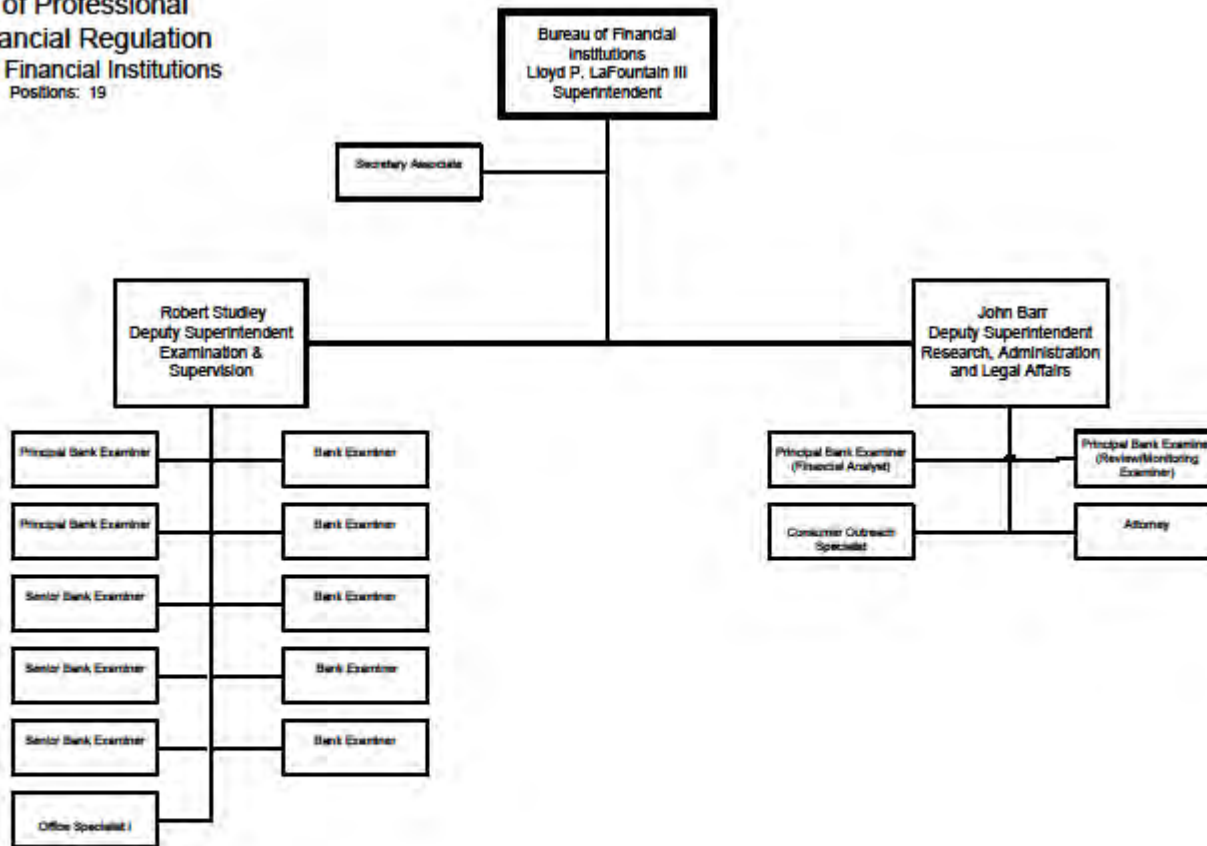 of Professional
ancial Regulation
Financial Institutions
Positions: 19
Bureau of Financial
Institutions
Lloyd P. LaFountain III
Superintendent
Secretary Associate
Robert Studley
Deputy Superintendent
Examination &
Supervision
John Barr
Deputy Superintendent
Research, Administration
and Legal Affairs
Principal Bank Examiner
Bank Examiner
Principal Bank Examiner
(Financial Analyst)
Principal Bank Examine
(Review/Monitoring
Examiner)
Principal Bank Examiner
Bank Examiner
Consumer Outreach
Specialist
Attorney
Senior Bank Examiner
Bank Examiner
Senior Bank Examiner
Bank Examiner
Senior Bank Examiner
Bank Examiner
Office Specialist I